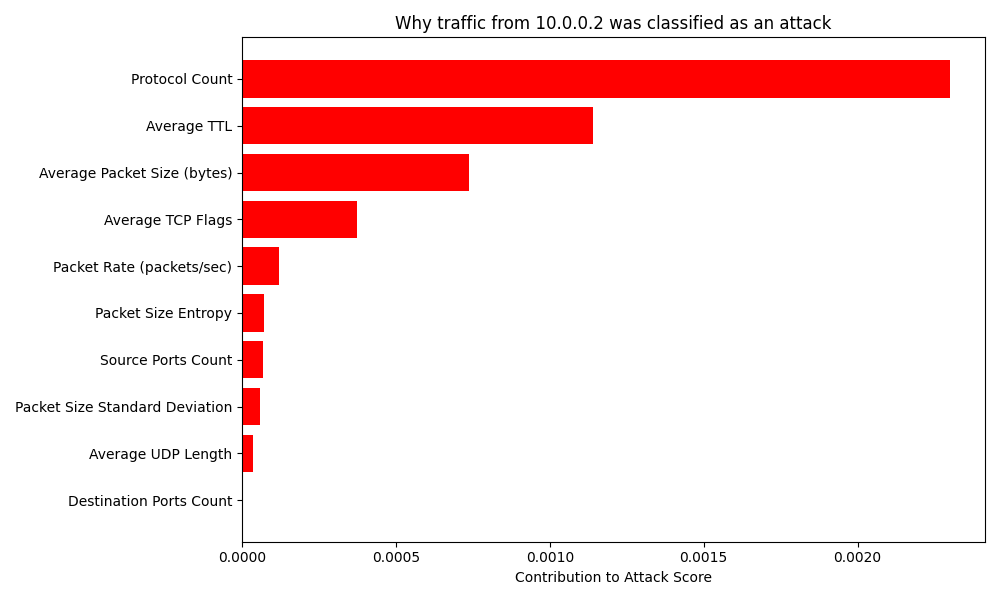 Why traffic from 10.0.0.2 was classified as an attack
Protocol Count
Average TTL
Average Packet Size (bytes)
Average TCP Flags
Packet Rate (packets/sec)
Packet Size Entropy
Source Ports Count
Packet Size Standard Deviation
Average UDP Length
Destination Ports Count
0.0000 0.0005 0.0010 0.0015 0.0020
Contribution to Attack Score